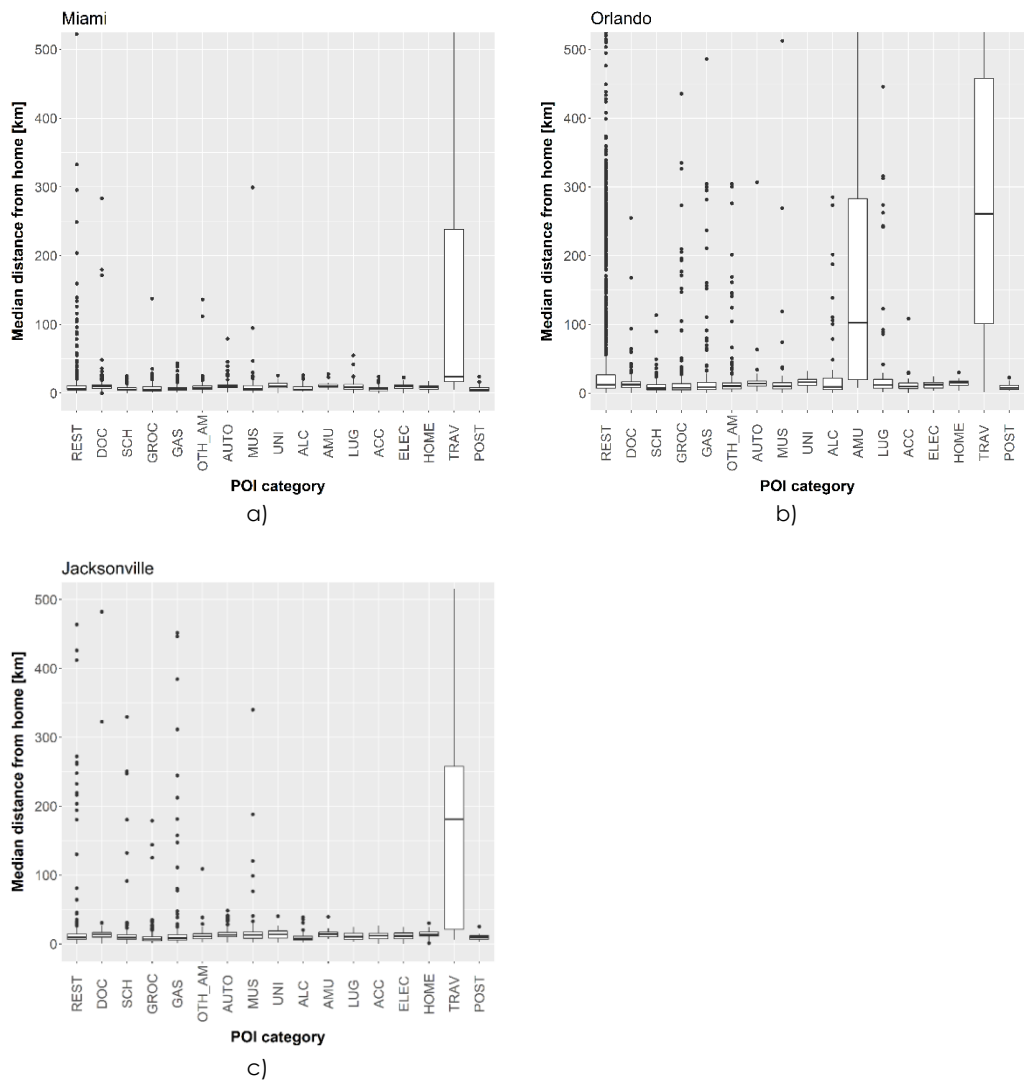 Miami
Median distance from home [km]
500
400
300
200
100
0
REST DOC SCH GROC GAS OTH_AM AUTO MUS UNI ALC AMU LUG ACC ELEC HOME TRAV POST
POI category
a)
Orlando
Median distance from home [km]
500
400
300
200
100
0
REST DOC SCH GROC GAS OTH_AM AUTO MUS UNI ALC AMU LUG ACC ELEC HOME TRAV POST
POI category
b)
Jacksonville
Median distance from home [km]
500
400
300
200
100
0
REST DOC SCH GROC GAS OTH_AM AUTO MUS UNI ALC AMU LUG ACC ELEC HOME TRAV POST
POI category
c)